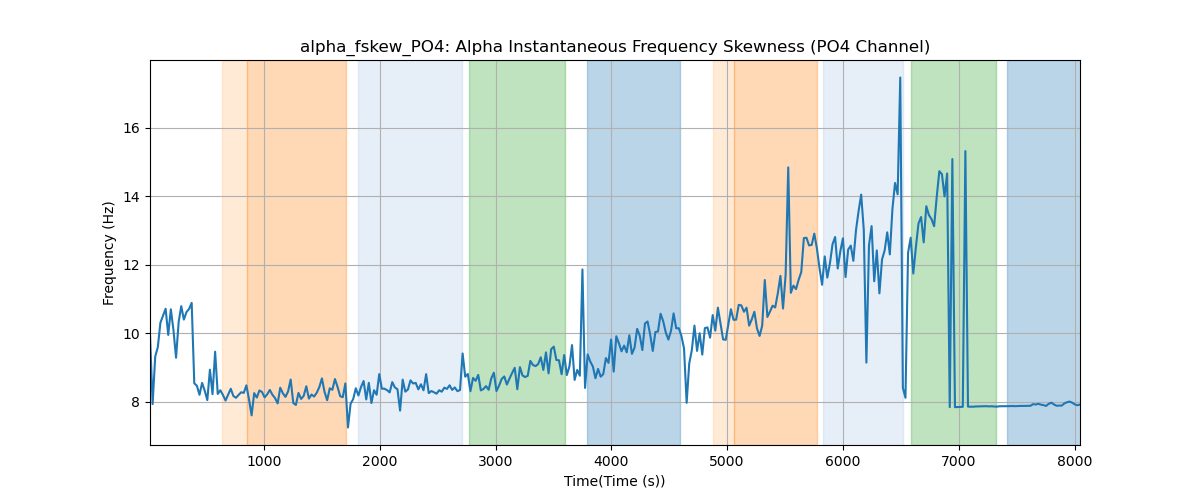 alpha_fskew_PO4: Alpha Instantaneous Frequency Skewness (PO4 Channel)
16
14
12
10
8
Frequency (Hz)
1000 2000 3000 4000 5000 6000 7000 8000
Time(Time (s))